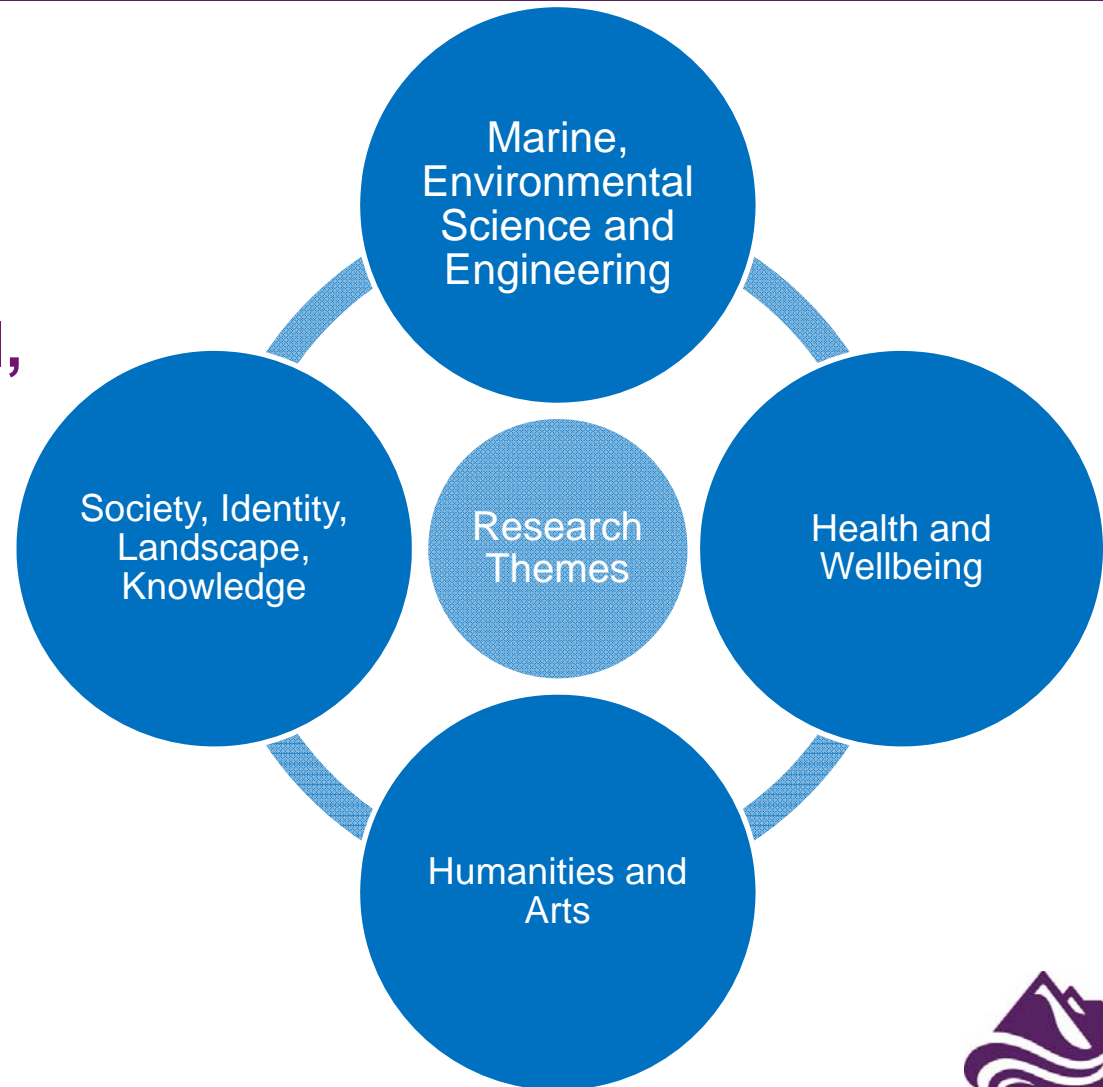 Marine,
Environmental
Science and
Engineering
Society, Identity,
Landscape,
Knowledge
Research
Themes
Health and
Wellbeing
Humanities and
Arts